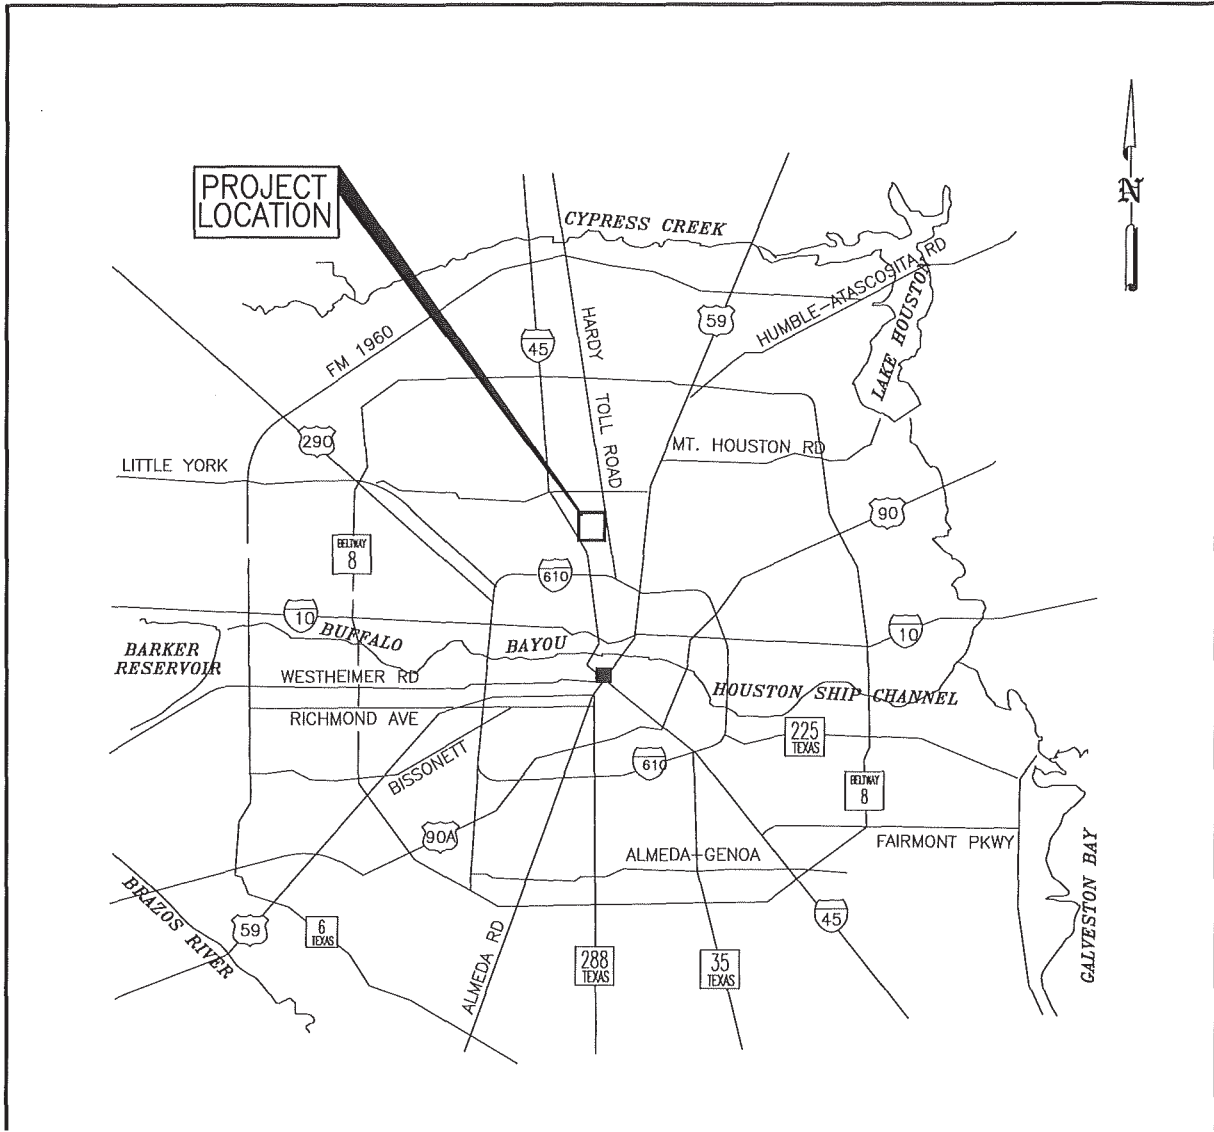 PROJECT
LOCATION
N
CYPRESS CREEK
HUMBLE-ATASCOSITA RD
LAKE HOUSTON
59
HARDY
TOLL ROAD
45
FM 1960
290
MT. HOUSTON RD
LITTLE YORK
90
BELTWAY
8
610
10
BUFFALO
BAYOU
10
BARKER
RESERVOIR
WESTHEIMER RD
HOUSTON SHIP CHANNEL
RICHMOND AVE
225
TEXAS
BISSONETT
610
BELTWAY
8
90A
FAIRMONT PKWY
ALMEDA-GENOA
GALVESTON BAY
BRAZOS RIVER
59
6
TEXAS
45
ALMEDA RD
288
TEXAS
35
TEXAS